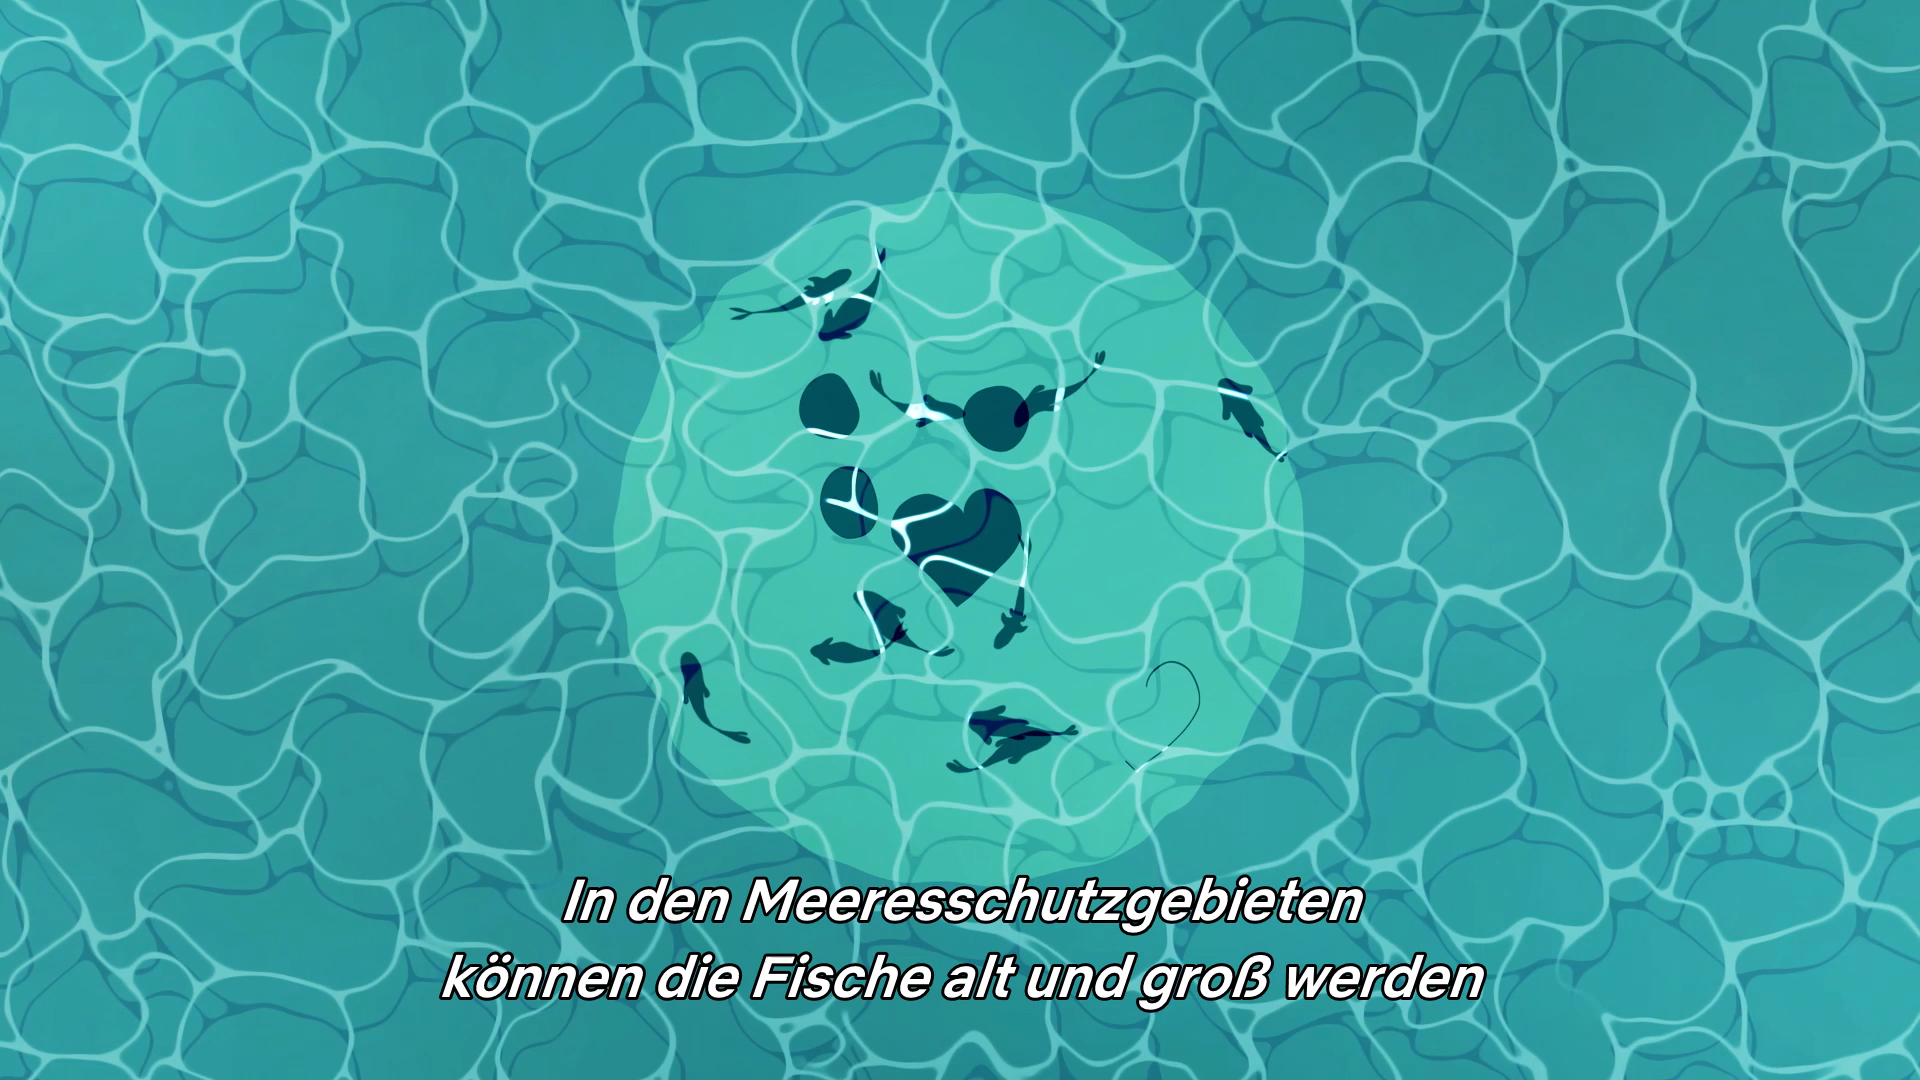 In den Meeresschutzgebieten
können die Fische alt und groß werden